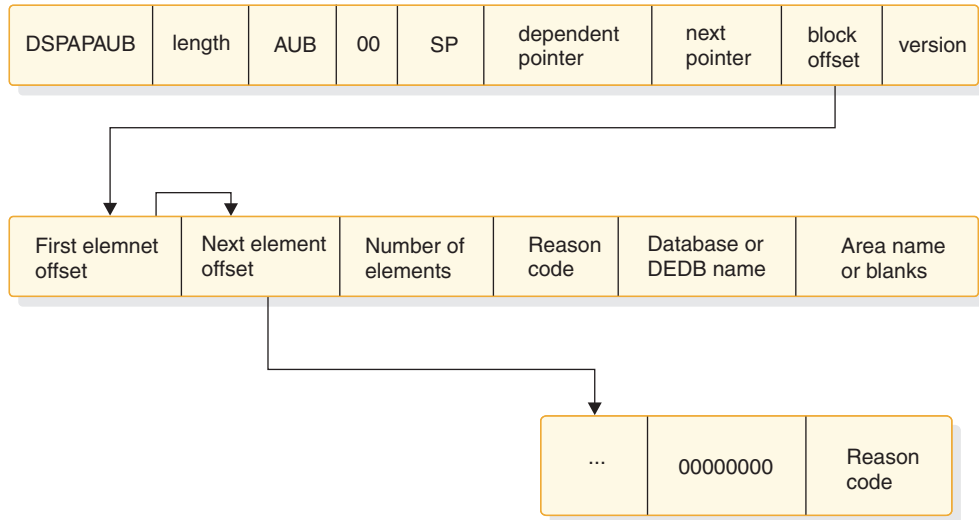 DSPAPAUB
length
AUB
00
SP
dependent
pointer
next
pointer
block
offset
version
First elemnet
offset
Next element
offset
Number of
elements
Reason
code
Database or
DEDB name
Area name
or blanks
...
00000000
Reason
code